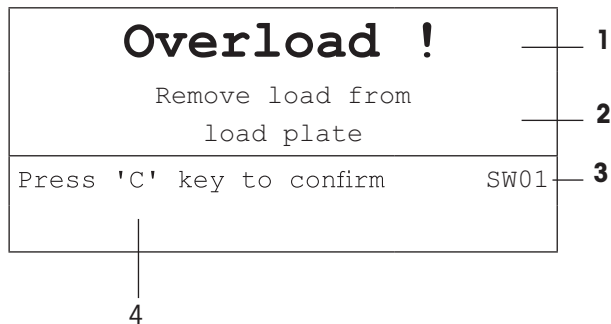 Overload !
1
Remove load from
load plate
2
Press 'C' key to confirm SW01
3
4